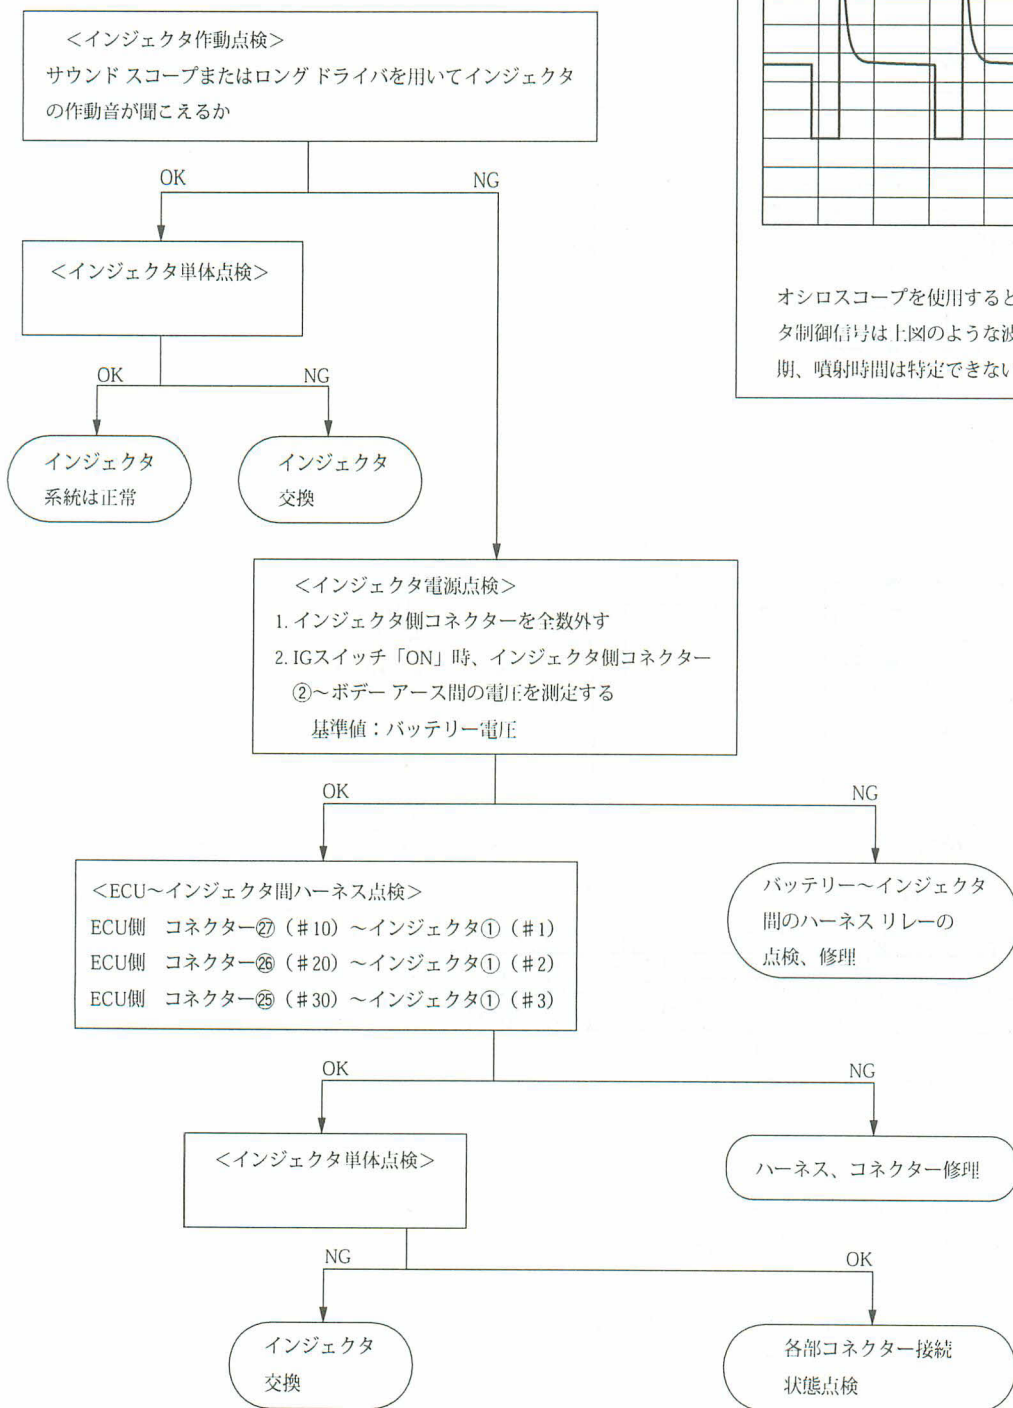 <インジェクタ作動点検>
サウンド スコープまたはロング ドライバを用いてインジェクタ
の作動音が聞こえるか
OK
NG
<インジェクタ単体点検>
OK
NG
インジェクタ
系統は正常
インジェクタ
交換
オシロスコープを使用すると
タ制御信号は上図のような波
期、噴射時間は特定できない
<インジェクタ電源点検>
1. インジェクタ側コネクターを全数外す
2. IGスイッチ「ON」時、インジェクタ側コネクター
②~ボデー アース間の電圧を測定する
基準値：バッテリー電圧
OK
NG
<ECU~インジェクタ間ハーネス点検>
ECU側 コネクター㉗（#10）~インジェクタ①（#1）
ECU側 コネクター㉖（#20）~インジェクタ①（#2）
ECU側 コネクター㉕（#30）~インジェクタ①（#3）
バッテリー~インジェクタ
間のハーネス リレーの
点検、修理
OK
NG
<インジェクタ単体点検>
ハーネス、コネクター修理
NG
OK
インジェクタ
交換
各部コネクター接続
状態点検